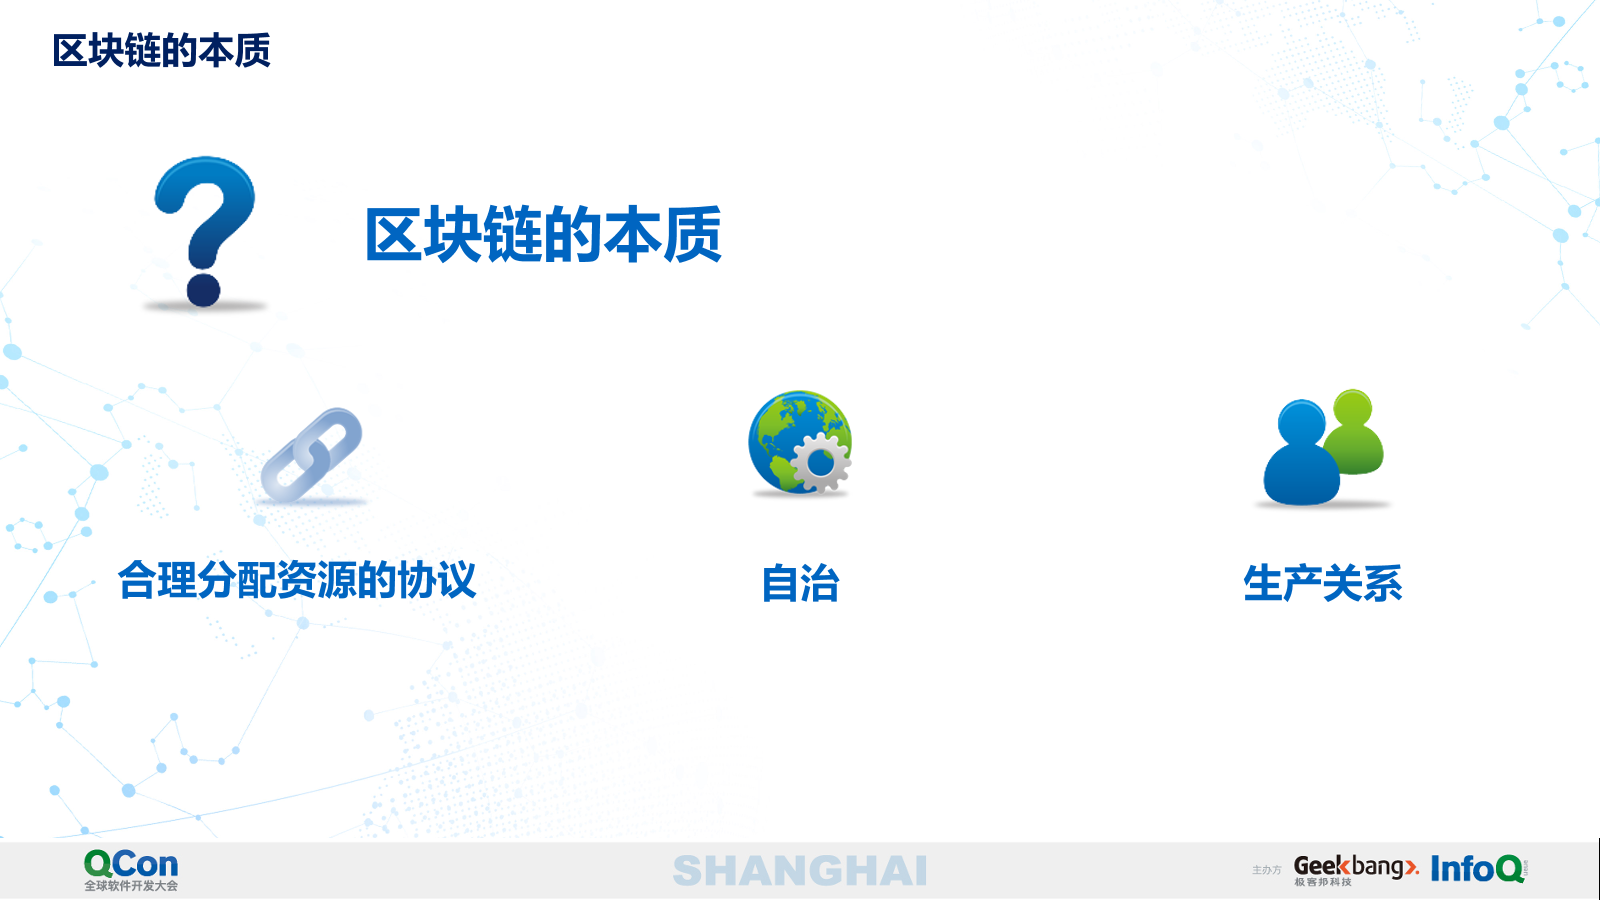 区块链的本质
区块链的本质
合理分配资源的协议
自治
生产关系
QCon
全球软件开发大会
SHANGHAI
主办方
Geekbang>.
极客邦科技
InfoQ